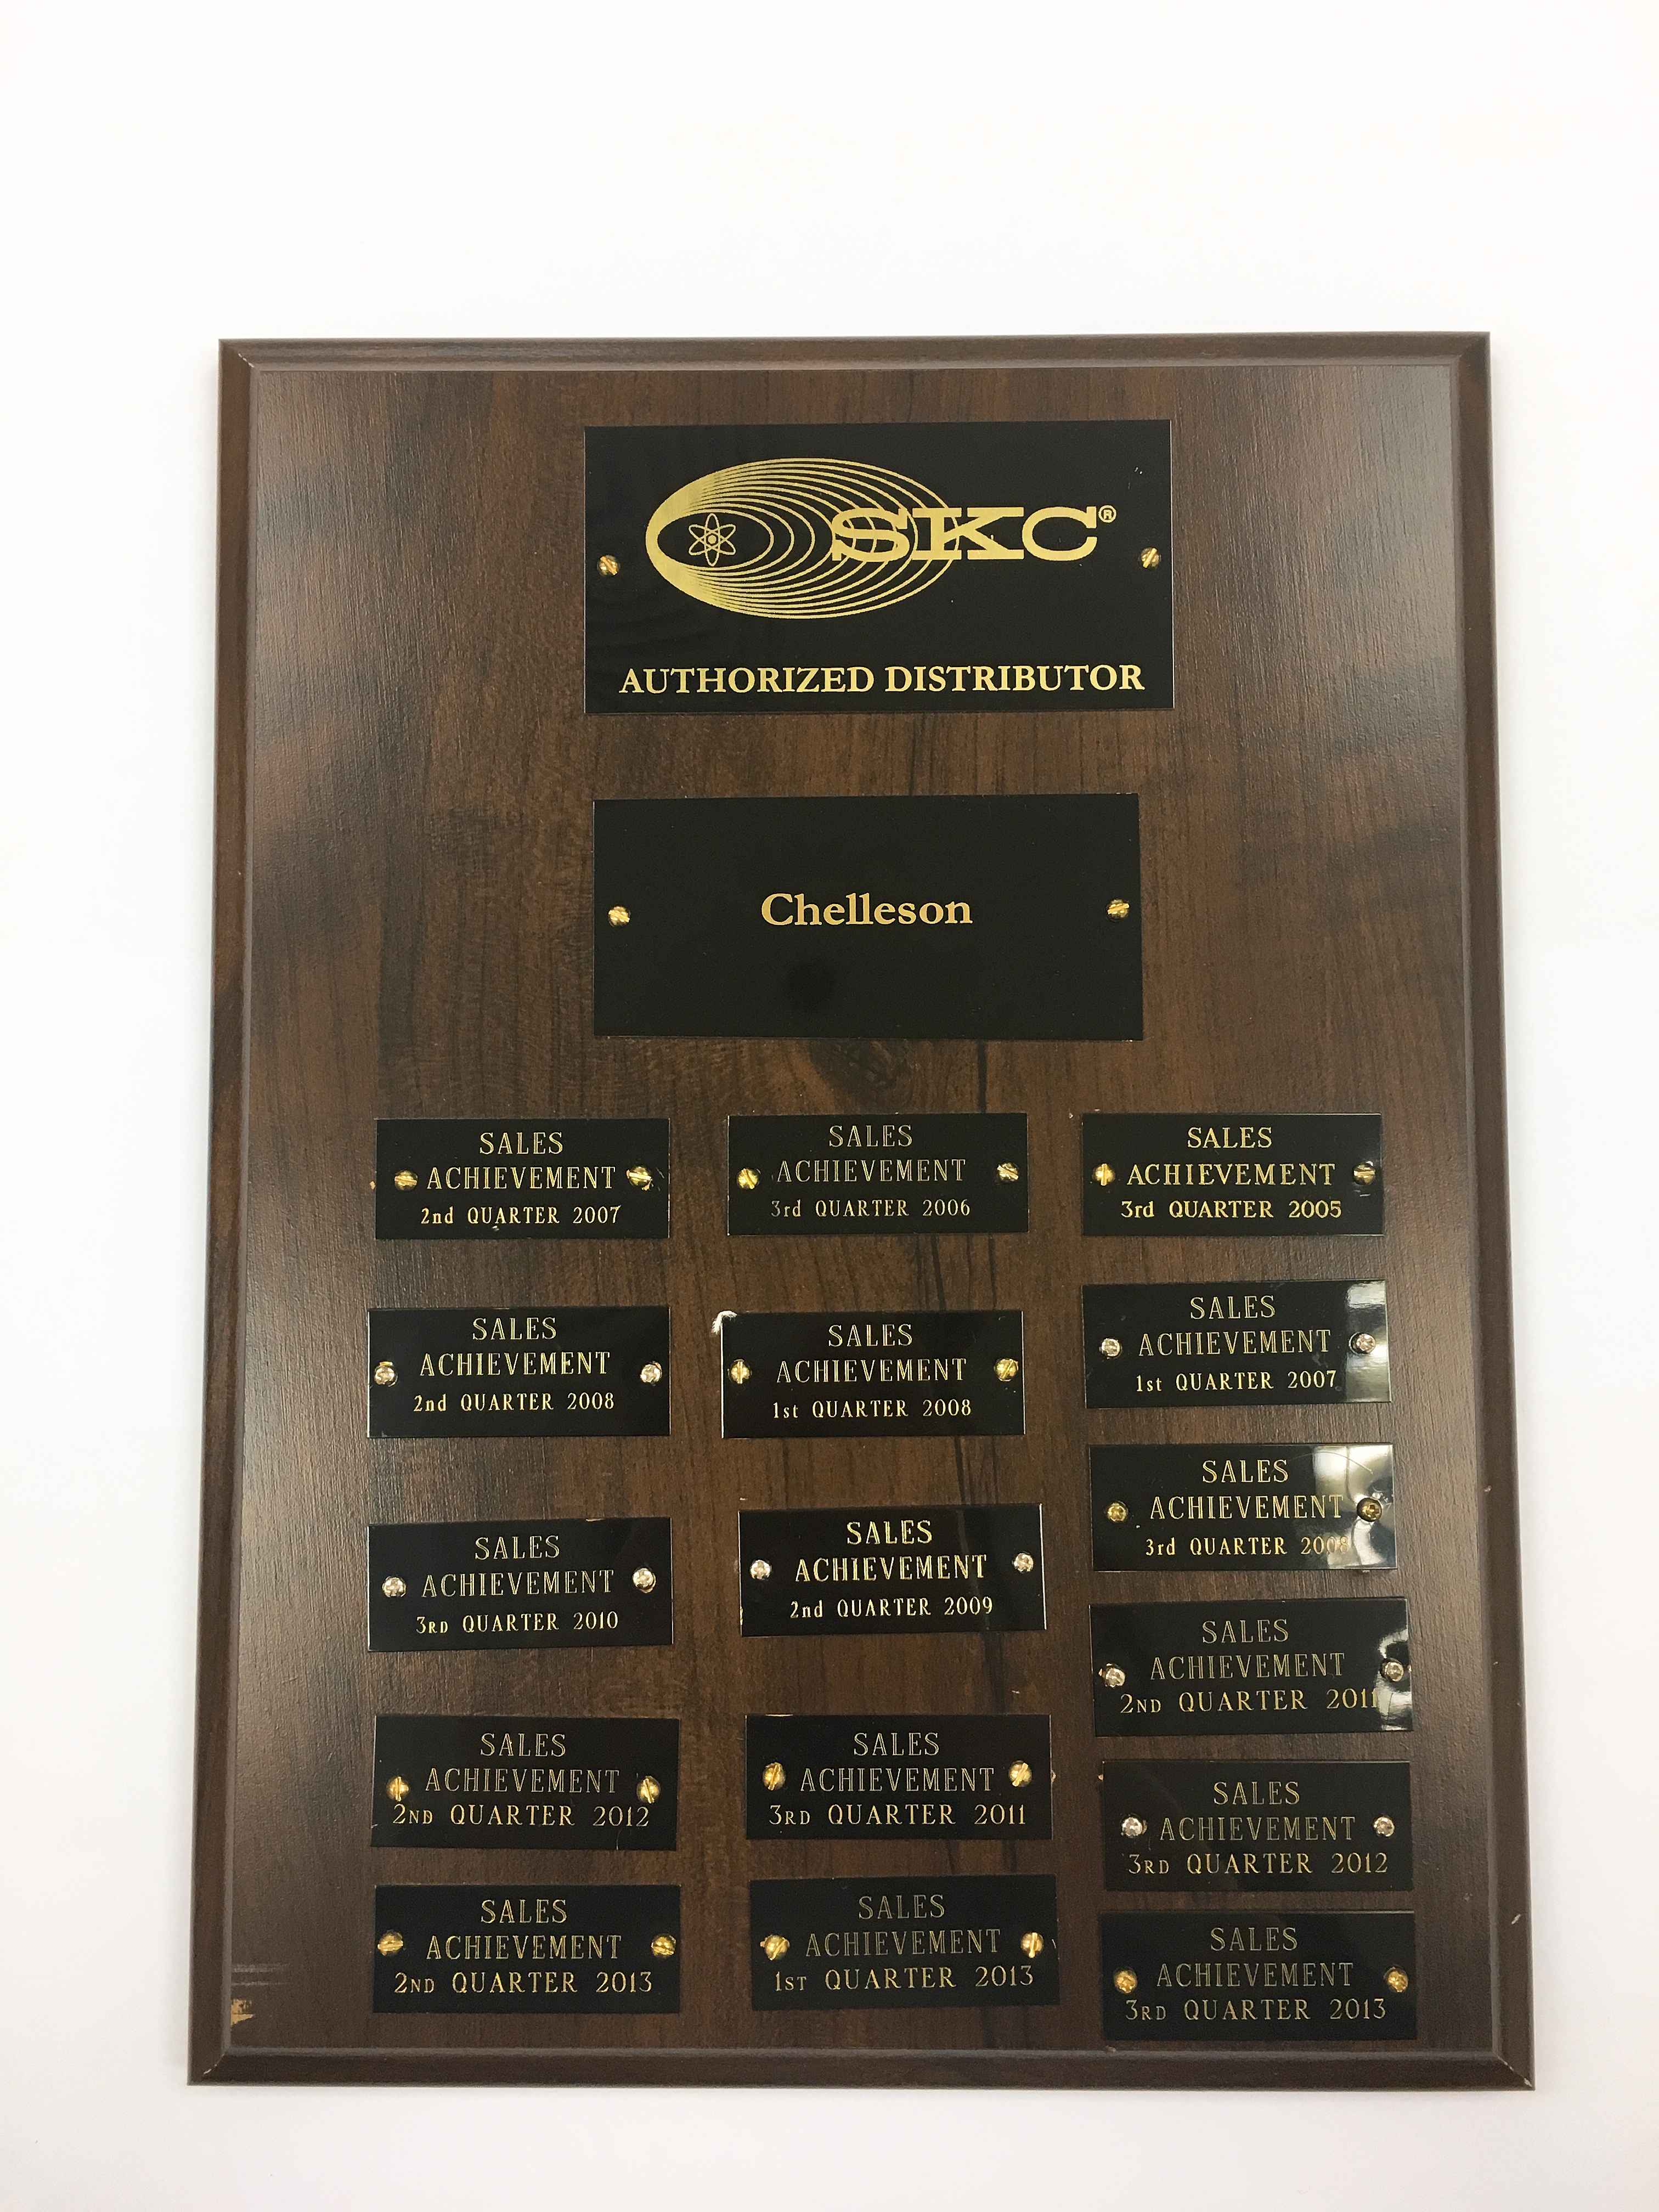 SKC®
AUTHORIZED DISTRIBUTOR
Chelleson
SALES
ACHIEVEMENT
2nd QUARTER 2007
SALES
ACHIEVEMENT
3rd QUARTER 2006
SALES
ACHIEVEMENT
3rd QUARTER 2005
SALES
ACHIEVEMENT
2nd QUARTER 2008
SALES
ACHIEVEMENT
1st QUARTER 2008
SALES
ACHIEVEMENT
1st QUARTER 2007
SALES
ACHIEVEMENT
3RD QUARTER 2010
SALES
ACHIEVEMENT
2nd QUARTER 2009
SALES
ACHIEVEMENT
3rd QUARTER
SALES
ACHIEVEMENT
2ND QUARTER 2011
SALES
ACHIEVEMENT
2ND QUARTER 2012
SALES
ACHIEVEMENT
3RD QUARTER 2011
SALES
ACHIEVEMENT
3RD QUARTER 2012
SALES
ACHIEVEMENT
2ND QUARTER 2013
SALES
ACHIEVEMENT
1ST QUARTER 2013
SALES
ACHIEVEMENT
3RD QUARTER 2013